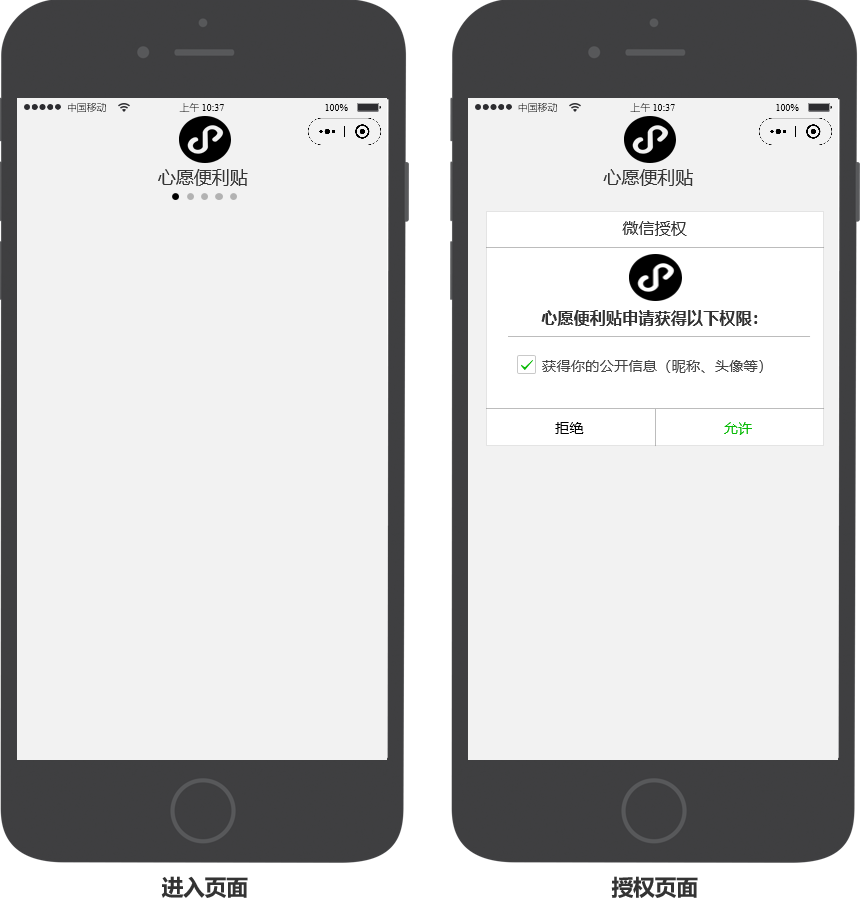 中国移动 上午 10:37 100%
心愿便利贴
进入页面
中国移动 上午 10:37 100%
心愿便利贴
微信授权
心愿便利贴申请获得以下权限：
获得你的公开信息（昵称、头像等）
拒绝 允许
授权页面